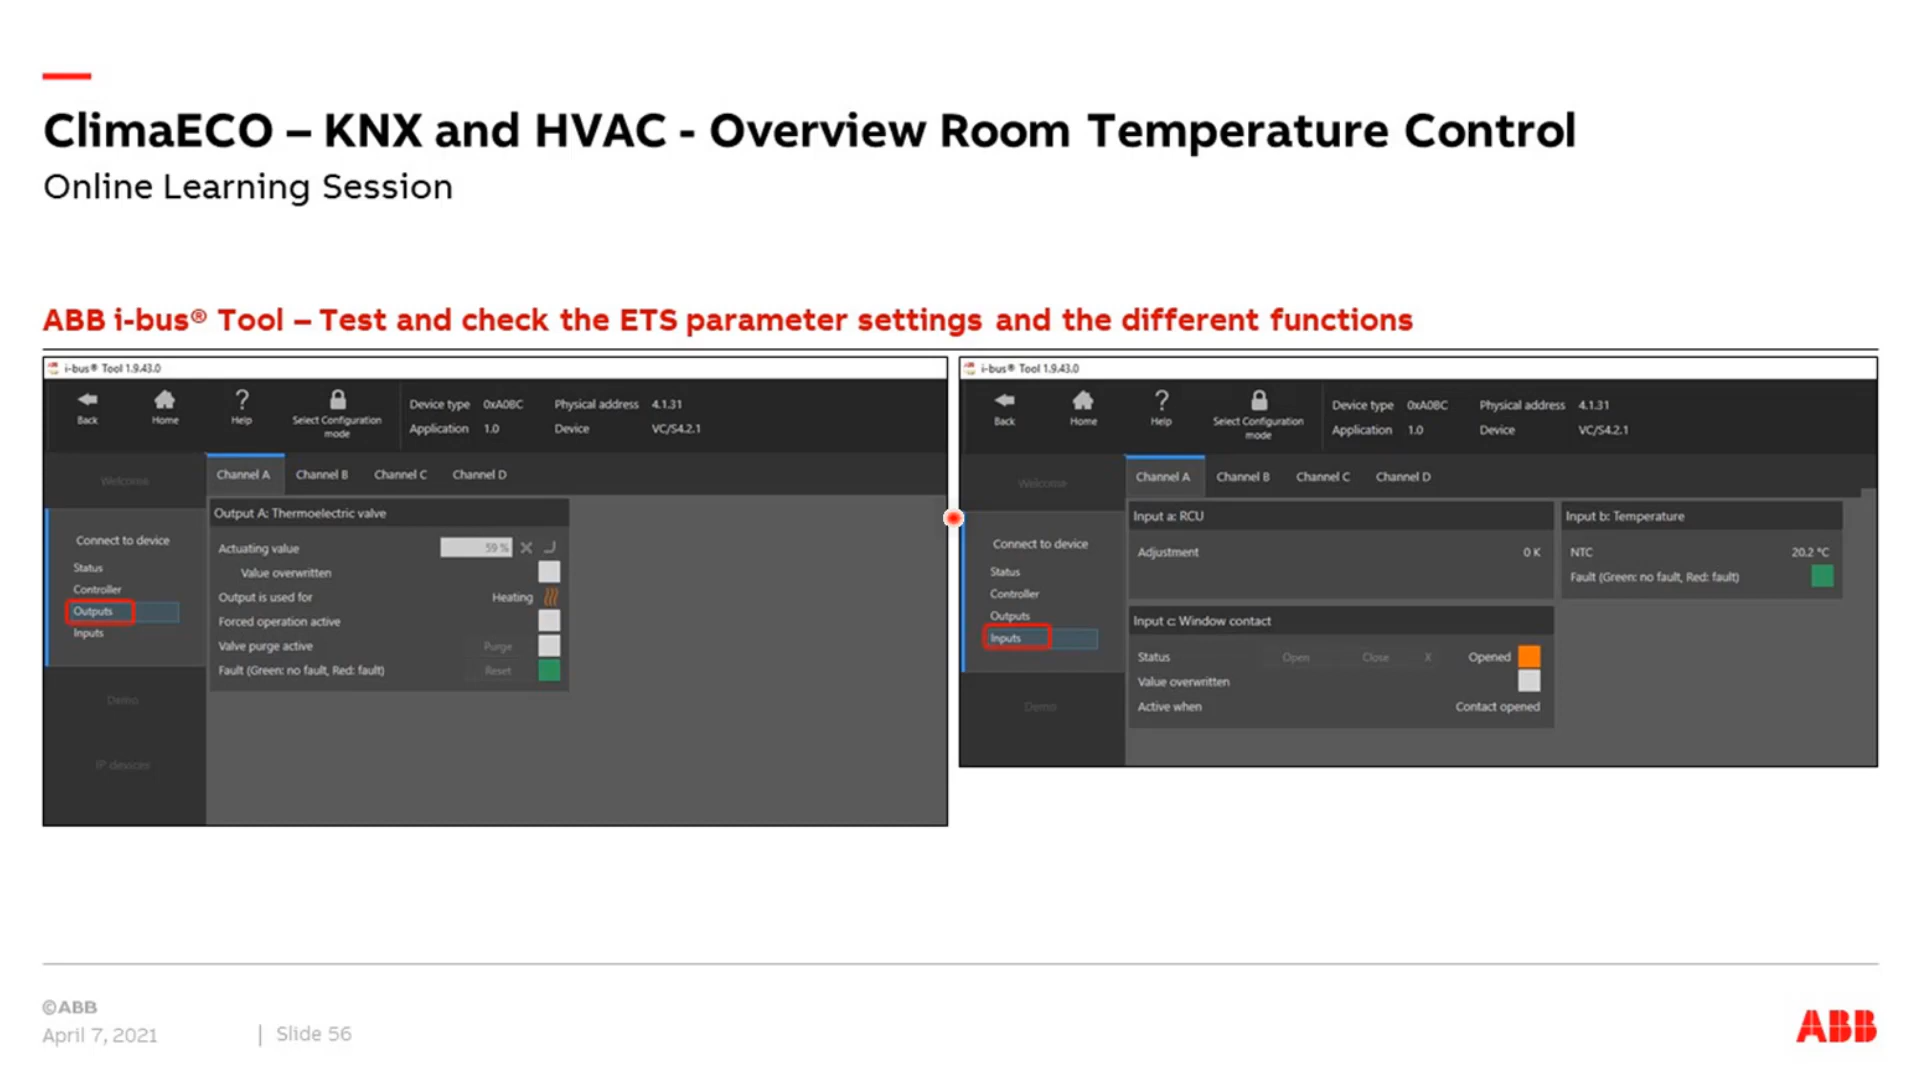 ClimaECO – KNX and HVAC - Overview Room Temperature Control
Online Learning Session
ABB i-bus® Tool – Test and check the ETS parameter settings and the different functions
i-bus® Tool 1.9.43.0
Back
Home
?
Help
Select Configuration
mode
Device type 0xA0BC Physical address 4.1.31
Application 1.0 Device VC/S4.2.1
Welcome
Connect to device
Status
Controller
Outputs
Inputs
Demo
IP devices
Channel A Channel B Channel C Channel D
Output A: Thermoelectric valve
Actuating value 59 %
Value overwritten
Output is used for Heating
Forced operation active
Valve purge active Purge
Fault (Green: no fault, Red: fault) Reset
i-bus® Tool 1.9.43.0
Back
Home
?
Help
Select Configuration
mode
Device type 0xA0BC Physical address 4.1.31
Application 1.0 Device VC/S4.2.1
Welcome
Connect to device
Status
Controller
Outputs
Inputs
Demo
Channel A Channel B Channel C Channel D
Input a: RCU
Adjustment 0 K
Input b: Temperature
NTC 20.2 °C
Fault (Green: no fault, Red: fault)
Input c: Window contact
Status Open Close X Opened
Value overwritten
Active when Contact opened
©ABB
April 7, 2021 | Slide 56
ABB